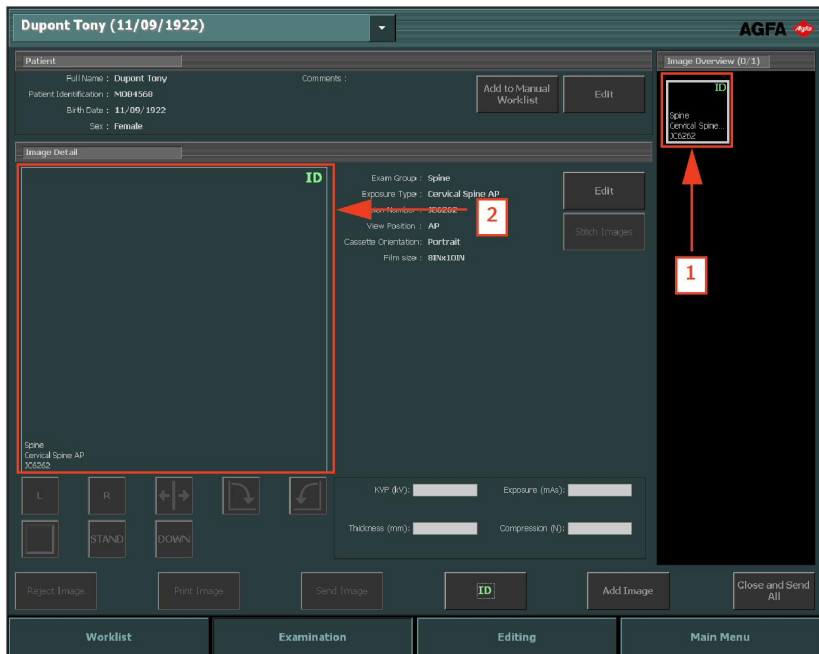 Dupont Tony (11/09/1922)
AGFA
Agfa
Patient
Full Name : Dupont Tony
Comments :
Patient Identification : M084568
Birth Date : 11/09/1922
Sex : Female
Add to Manual
Worklist
Edit
Image Overview (0/1)
ID
Spine
Cervical Spine...
JC6262
1
Image Detail
ID
2
Spine
Cervical Spine AP
JC6262
Exam Group : Spine
Exposure Type : Cervical Spine AP
Number : JC6262
View Position : AP
Cassette Orientation: Portrait
Film size : 8INx10IN
Edit
Stitch Images
L
R
STAND
DOWN
KVP (kV):
Exposure (mAs):
Thickness (mm):
Compression (N):
Reject Image
Print Image
Send Image
ID
Add Image
Close and Send
All
Worklist
Examination
Editing
Main Menu